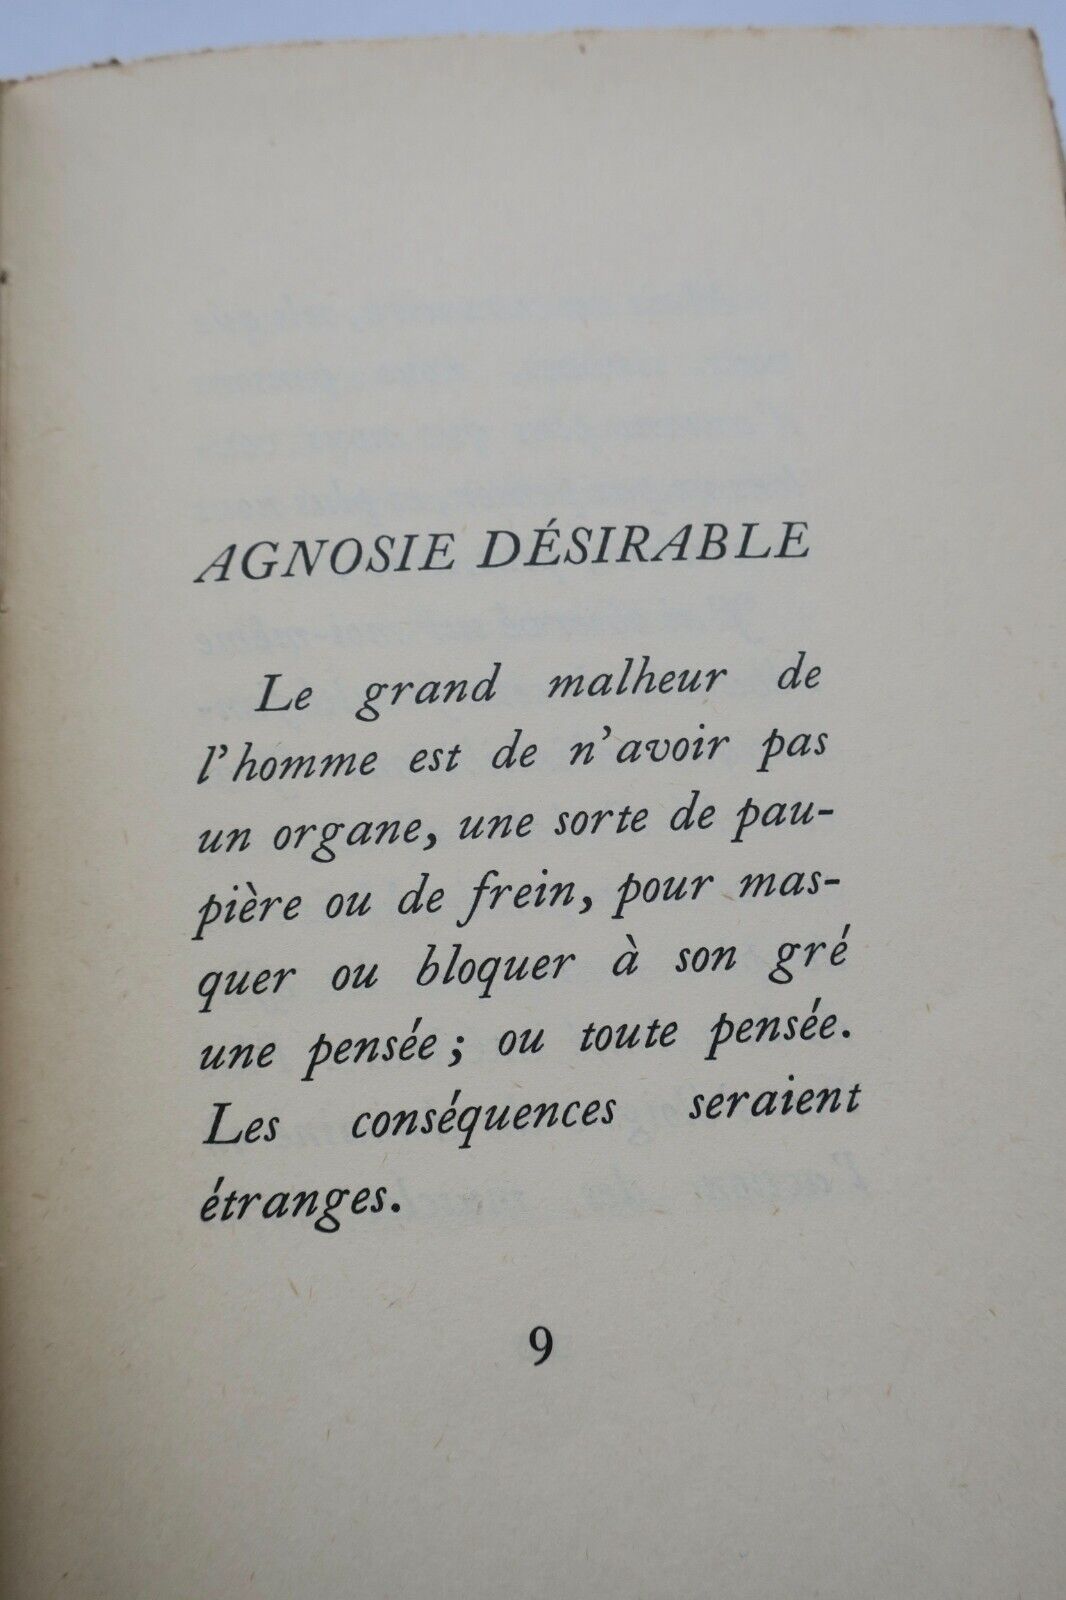 AGNOSIE DÉSIRABLE
Le grand malheur de
l'homme est de n'avoir pas
un organe, une sorte de pau-
pière ou de frein, pour mas-
quer ou bloquer à son gré
une pensée ; ou toute pensée.
Les conséquences seraient
étranges.
9